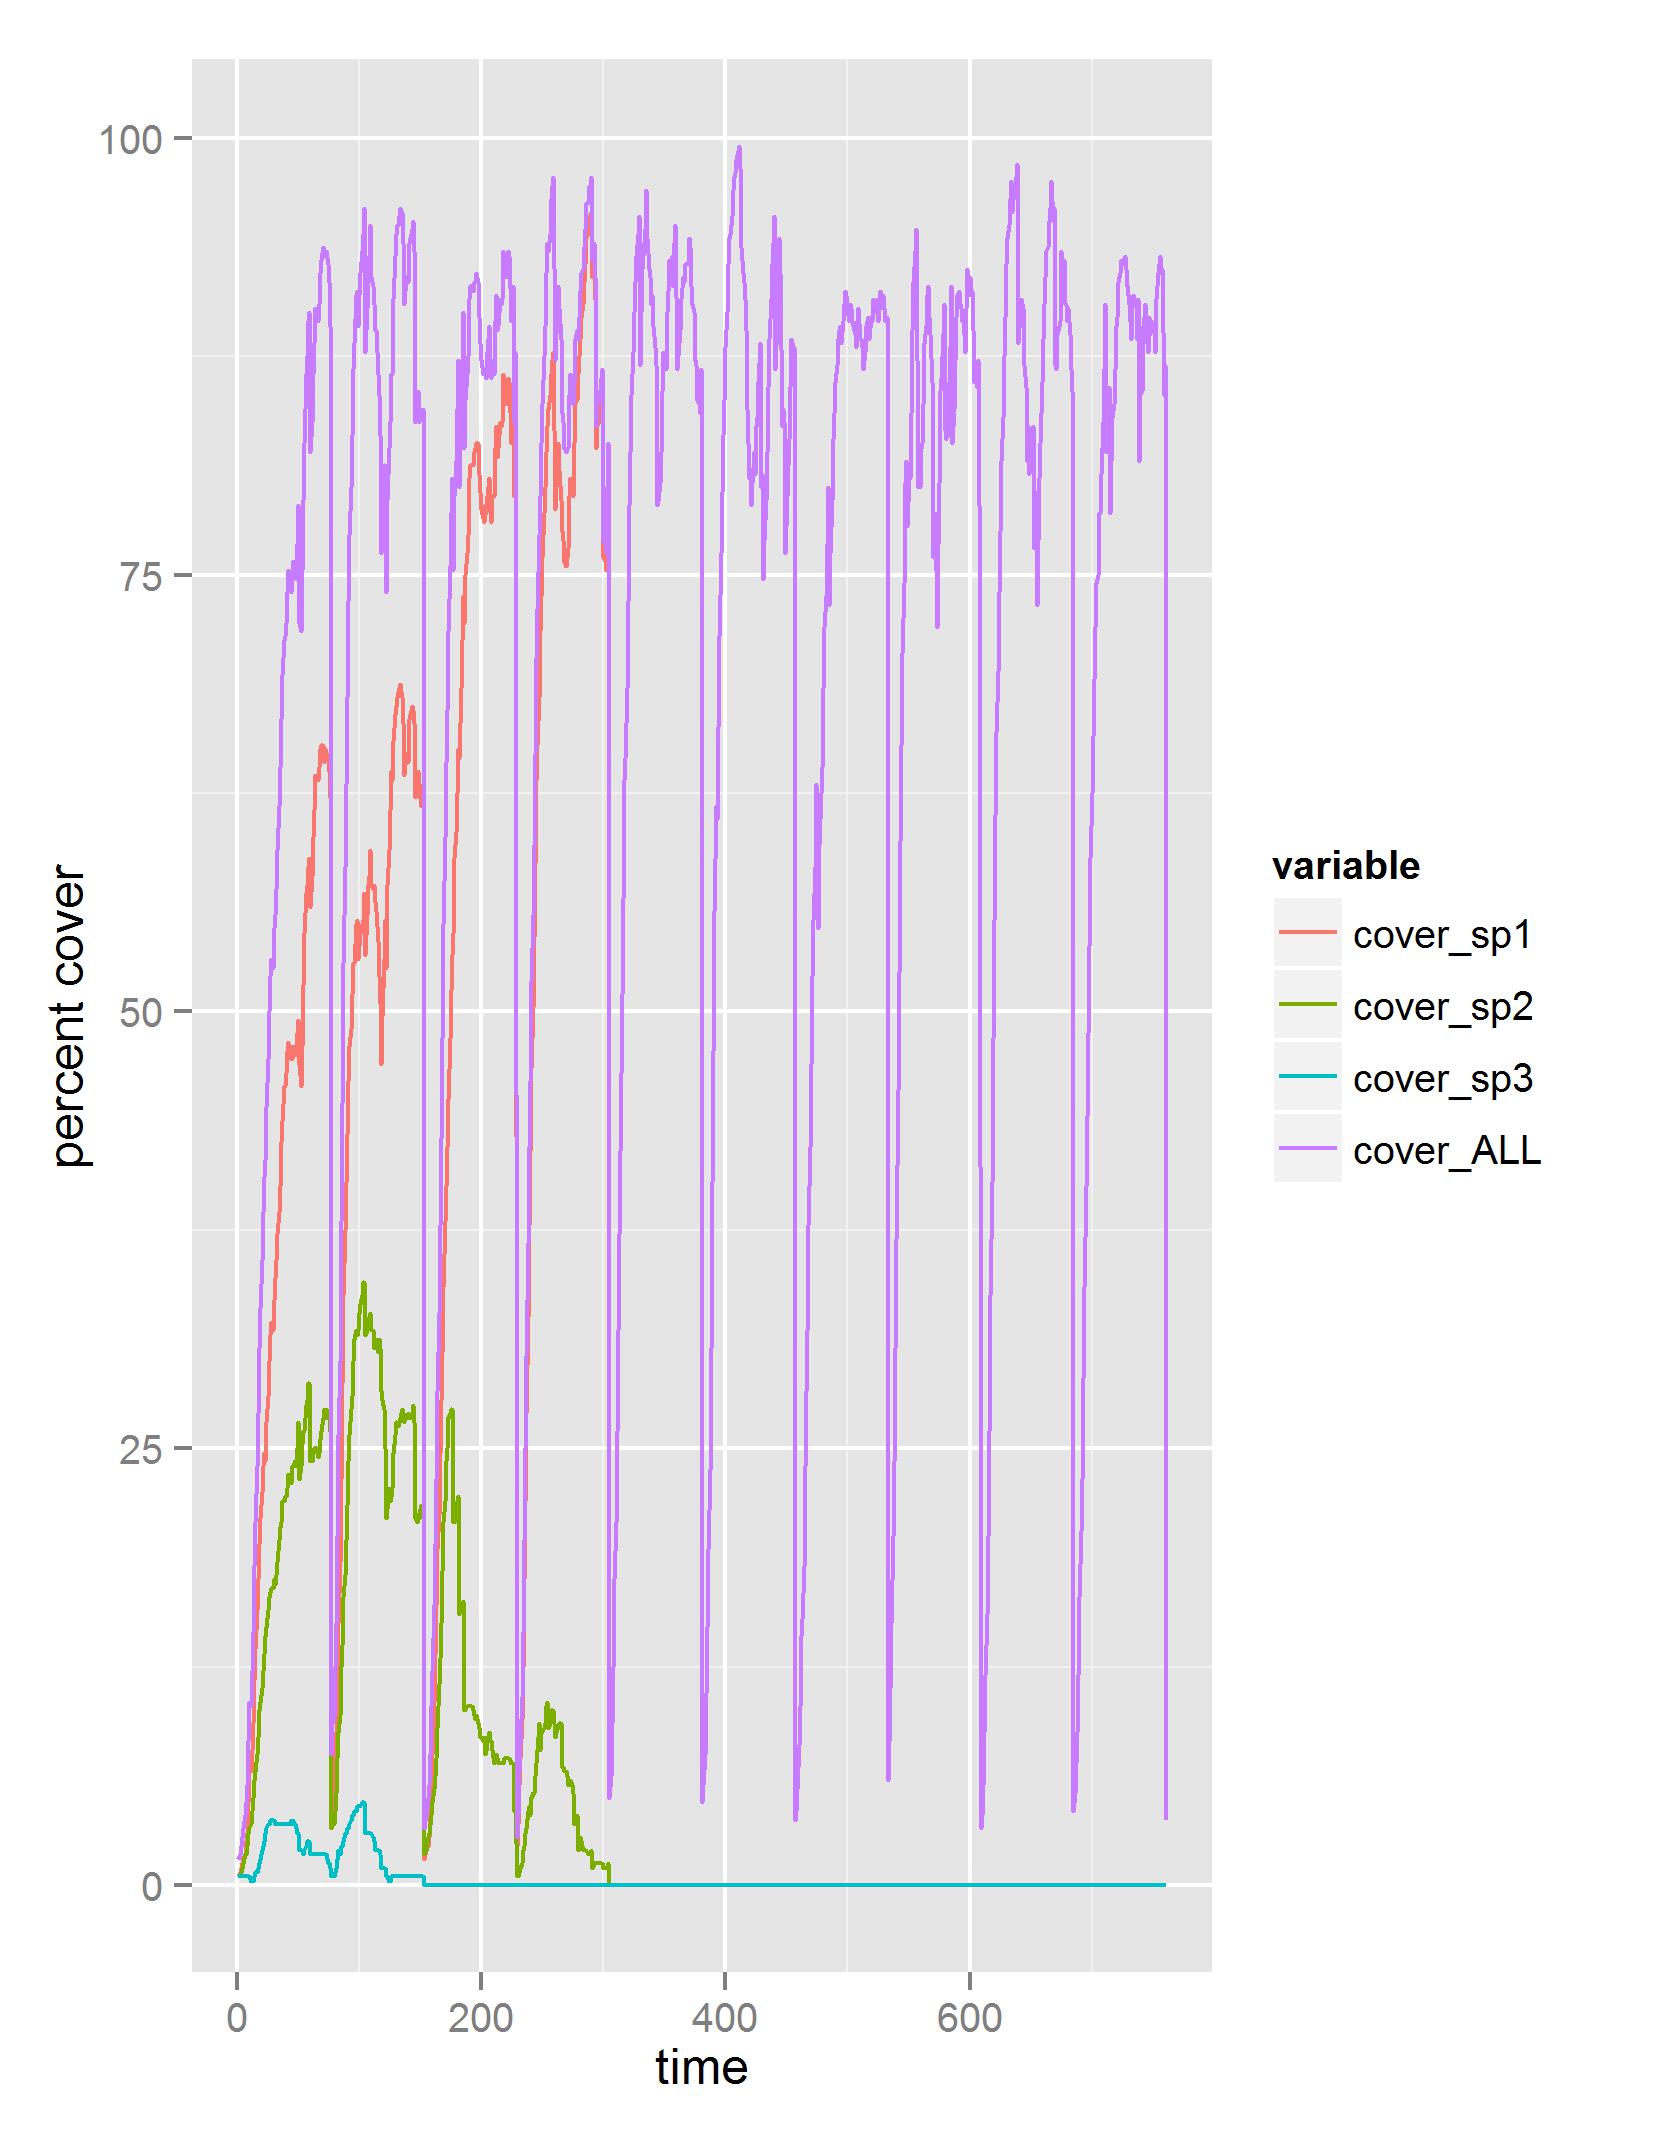 percent cover
100
75
50
25
0
0 200 400 600
time
variable
cover_sp1
cover_sp2
cover_sp3
cover_ALL